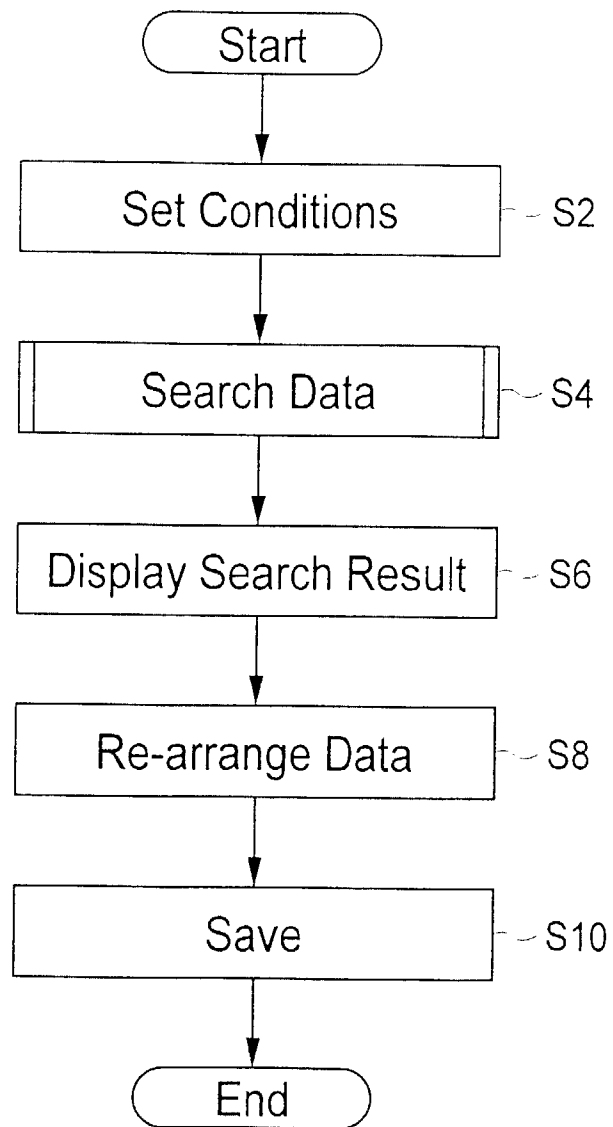 Start
Set Conditions S2
Search Data S4
Display Search Result S6
Re-arrange Data S8
Save S10
End